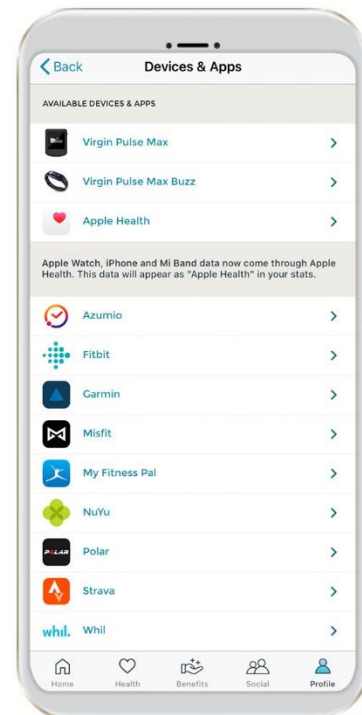 Back
Devices & Apps
AVAILABLE DEVICES & APPS
Virgin Pulse Max
Virgin Pulse Max Buzz
Apple Health
Apple Watch, iPhone and Mi Band data now come through Apple
Health. This data will appear as "Apple Health" in your stats.
Azumio
Fitbit
Garmin
Misfit
My Fitness Pal
NuYu
POLAR Polar
Strava
whil. Whil
Home Health Benefits Social Profile